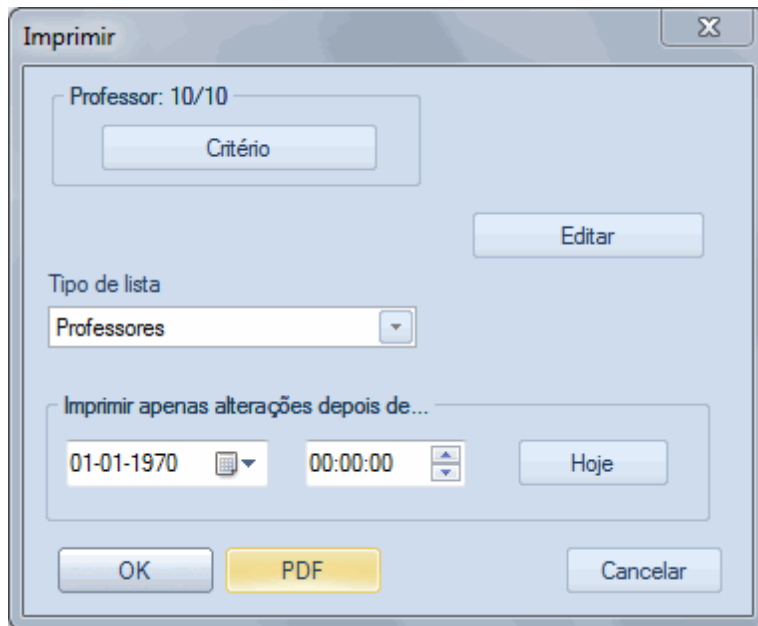 Imprimir
Professor: 10/10
Critério
Editar
Tipo de lista
Professores
Imprimir apenas alterações depois de...
01-01-1970 00:00:00 Hoje
OK PDF Cancelar